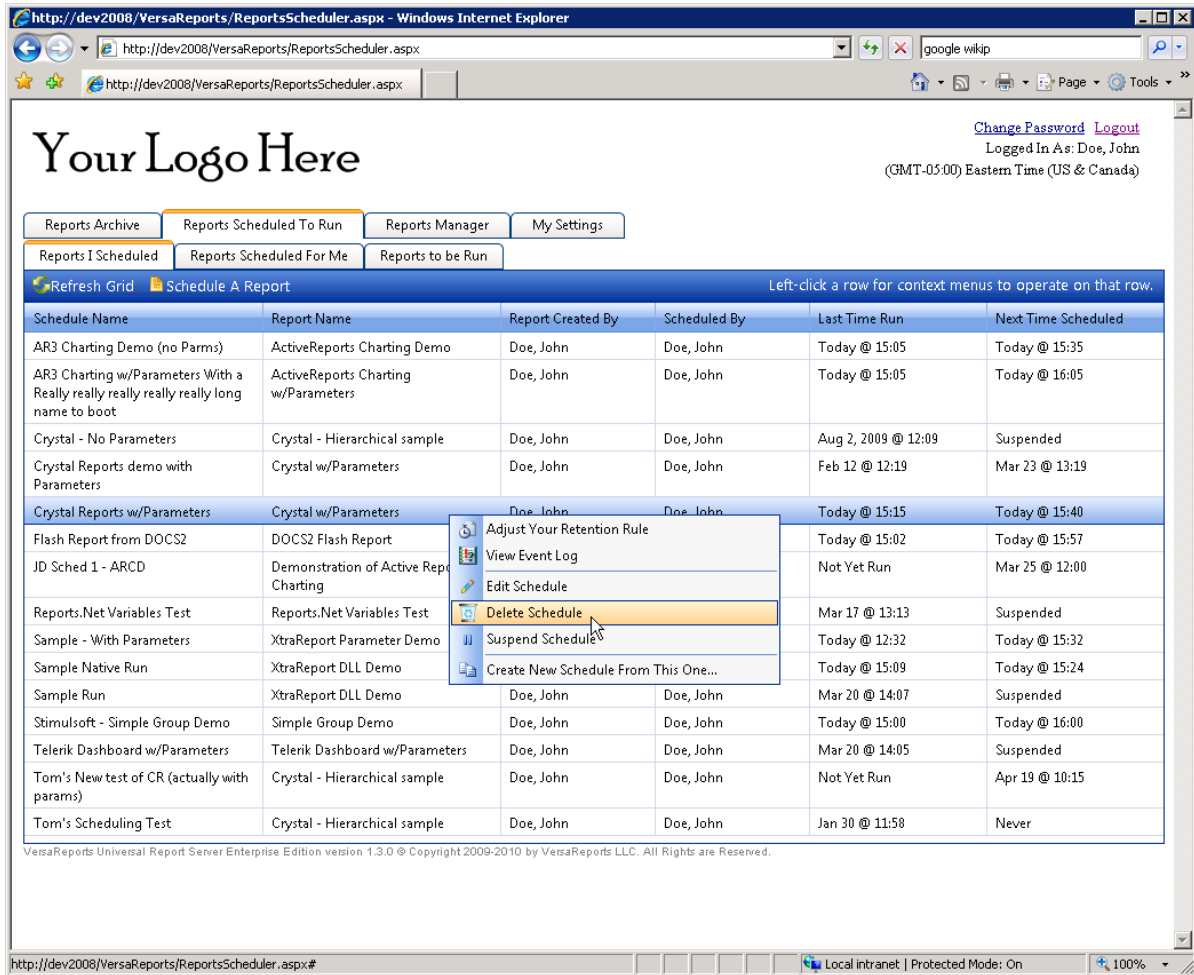 http://dev2008/VersaReports/ReportsScheduler.aspx - Windows Internet Explorer
http://dev2008/VersaReports/ReportsScheduler.aspx
google wikip
http://dev2008/VersaReports/ReportsScheduler.aspx
Page Tools »
Change Password Logout
Your Logo Here
Logged In As: Doe, John
(GMT-05:00) Eastern Time (US & Canada)
Reports Archive Reports Scheduled To Run Reports Manager My Settings
Reports I Scheduled Reports Scheduled For Me Reports to be Run
Refresh Grid Schedule A Report Left-click a row for context menus to operate on that row.
Schedule Name Report Name Report Created By Scheduled By Last Time Run Next Time Scheduled
AR3 Charting Demo (no Parms) ActiveReports Charting Demo Doe, John Doe, John Today @ 15:05 Today @ 15:35
AR3 Charting w/Parameters With a ActiveReports Charting Doe, John Doe, John Today @ 15:05 Today @ 16:05
Really really really really really long w/Parameters
name to boot
Crystal - No Parameters Crystal - Hierarchical sample Doe, John Doe, John Aug 2, 2009 @ 12:09 Suspended
Crystal Reports demo with Crystal w/Parameters Doe, John Doe, John Feb 12 @ 12:19 Mar 23 @ 13:19
Parameters
Crystal Reports w/Parameters Crystal w/Parameters Doe, John Doe, John Today @ 15:15 Today @ 15:40
Adjust Your Retention Rule
Flash Report from DOCS2 DOCS2 Flash Report Today @ 15:02 Today @ 15:57
View Event Log
JD Sched 1 - ARCD Demonstration of Active Not Yet Run Mar 25 @ 12:00
Charting
Edit Schedule
Reports.Net Variables Test Reports.Net Variables Test Mar 17 @ 13:13 Suspended
Delete Schedule
Sample - With Parameters XtraReport Parameter Demo Today @ 12:32 Today @ 15:32
Suspend Schedule
Sample Native Run XtraReport DLL Demo Today @ 15:09 Today @ 15:24
Create New Schedule From This One...
Sample Run XtraReport DLL Demo Doe, John Doe, John Mar 20 @ 14:07 Suspended
Stimulsoft - Simple Group Demo Simple Group Demo Doe, John Doe, John Today @ 15:00 Today @ 16:00
Telerik Dashboard w/Parameters Telerik Dashboard w/Parameters Doe, John Doe, John Mar 20 @ 14:05 Suspended
Tom's New test of CR (actually with Crystal - Hierarchical sample Doe, John Doe, John Not Yet Run Apr 19 @ 10:15
params)
Tom's Scheduling Test Crystal - Hierarchical sample Doe, John Doe, John Jan 30 @ 11:58 Never
VersaReports Universal Report Server Enterprise Edition version 1.3.0 © Copyright 2009-2010 by VersaReports LLC. All Rights are Reserved.
http://dev2008/VersaReports/ReportsScheduler.aspx# Local intranet | Protected Mode: On 100%